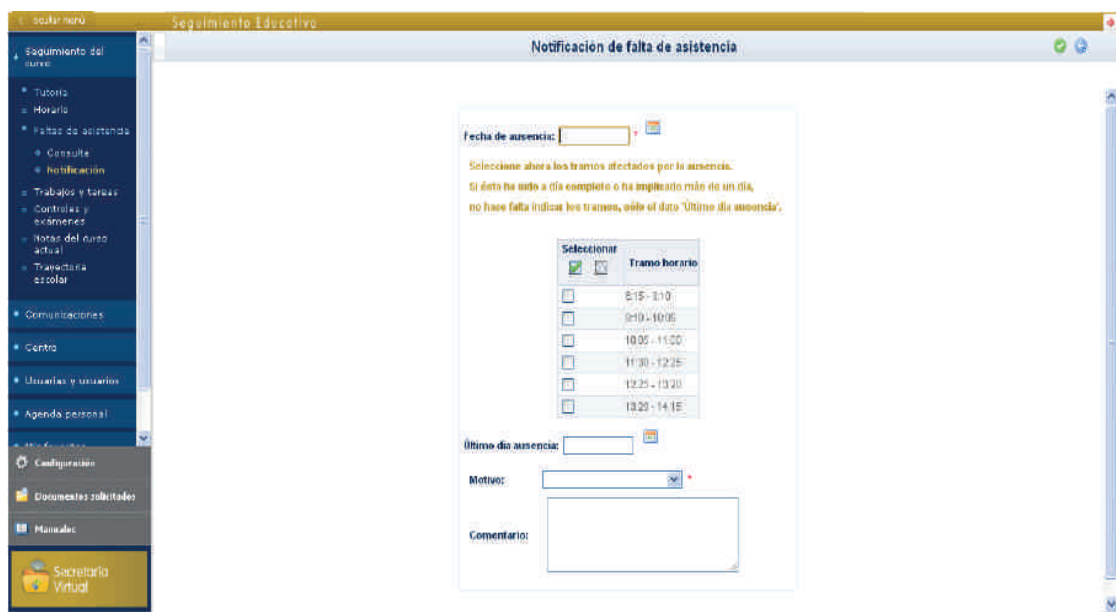 ocultar menú
Seguimiento Educativo
Notificación de falta de asistencia
Seguimiento del
curso
Tutoría
Horario
Faltas de asistencia
Consulta
Notificación
Trabajos y tareas
Controles y
exámenes
Notas del curso
actual
Trayectoria
escolar
Comunicaciones
Centro
Usuarias y usuarios
Agenda personal
Configuración
Documentos solicitados
Manuales
Secretaría
Virtual
Fecha de ausencia: *
Seleccione ahora los tramos afectados por la ausencia.
Si ésta ha sido a día completo o ha implicado más de un día,
no hace falta indicar los tramos, sólo el dato 'Último día ausencia'.
Seleccionar
Tramo horario
8:15 - 9:10
9:10 - 10:05
10:05 - 11:00
11:30 - 12:25
12:25 - 13:20
13:20 - 14:15
Último día ausencia:
Motivo: *
Comentario: